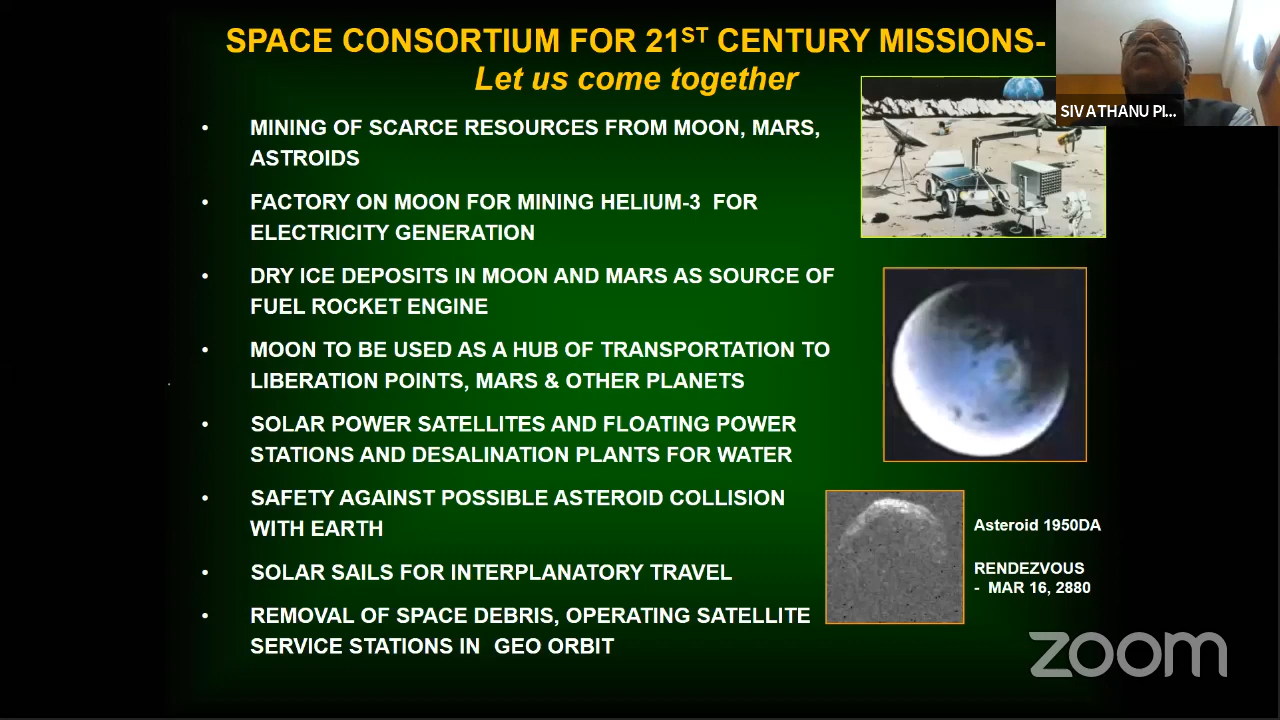 SPACE CONSORTIUM FOR 21ST CENTURY MISSIONS-
Let us come together
SIVATHANU PI...
• MINING OF SCARCE RESOURCES FROM MOON, MARS,
ASTROIDS
• FACTORY ON MOON FOR MINING HELIUM-3 FOR
ELECTRICITY GENERATION
• DRY ICE DEPOSITS IN MOON AND MARS AS SOURCE OF
FUEL ROCKET ENGINE
• MOON TO BE USED AS A HUB OF TRANSPORTATION TO
LIBERATION POINTS, MARS & OTHER PLANETS
• SOLAR POWER SATELLITES AND FLOATING POWER
STATIONS AND DESALINATION PLANTS FOR WATER
• SAFETY AGAINST POSSIBLE ASTEROID COLLISION
WITH EARTH
• SOLAR SAILS FOR INTERPLANATORY TRAVEL
• REMOVAL OF SPACE DEBRIS, OPERATING SATELLITE
SERVICE STATIONS IN GEO ORBIT
Asteroid 1950DA
RENDEZVOUS
- MAR 16, 2880
zoom